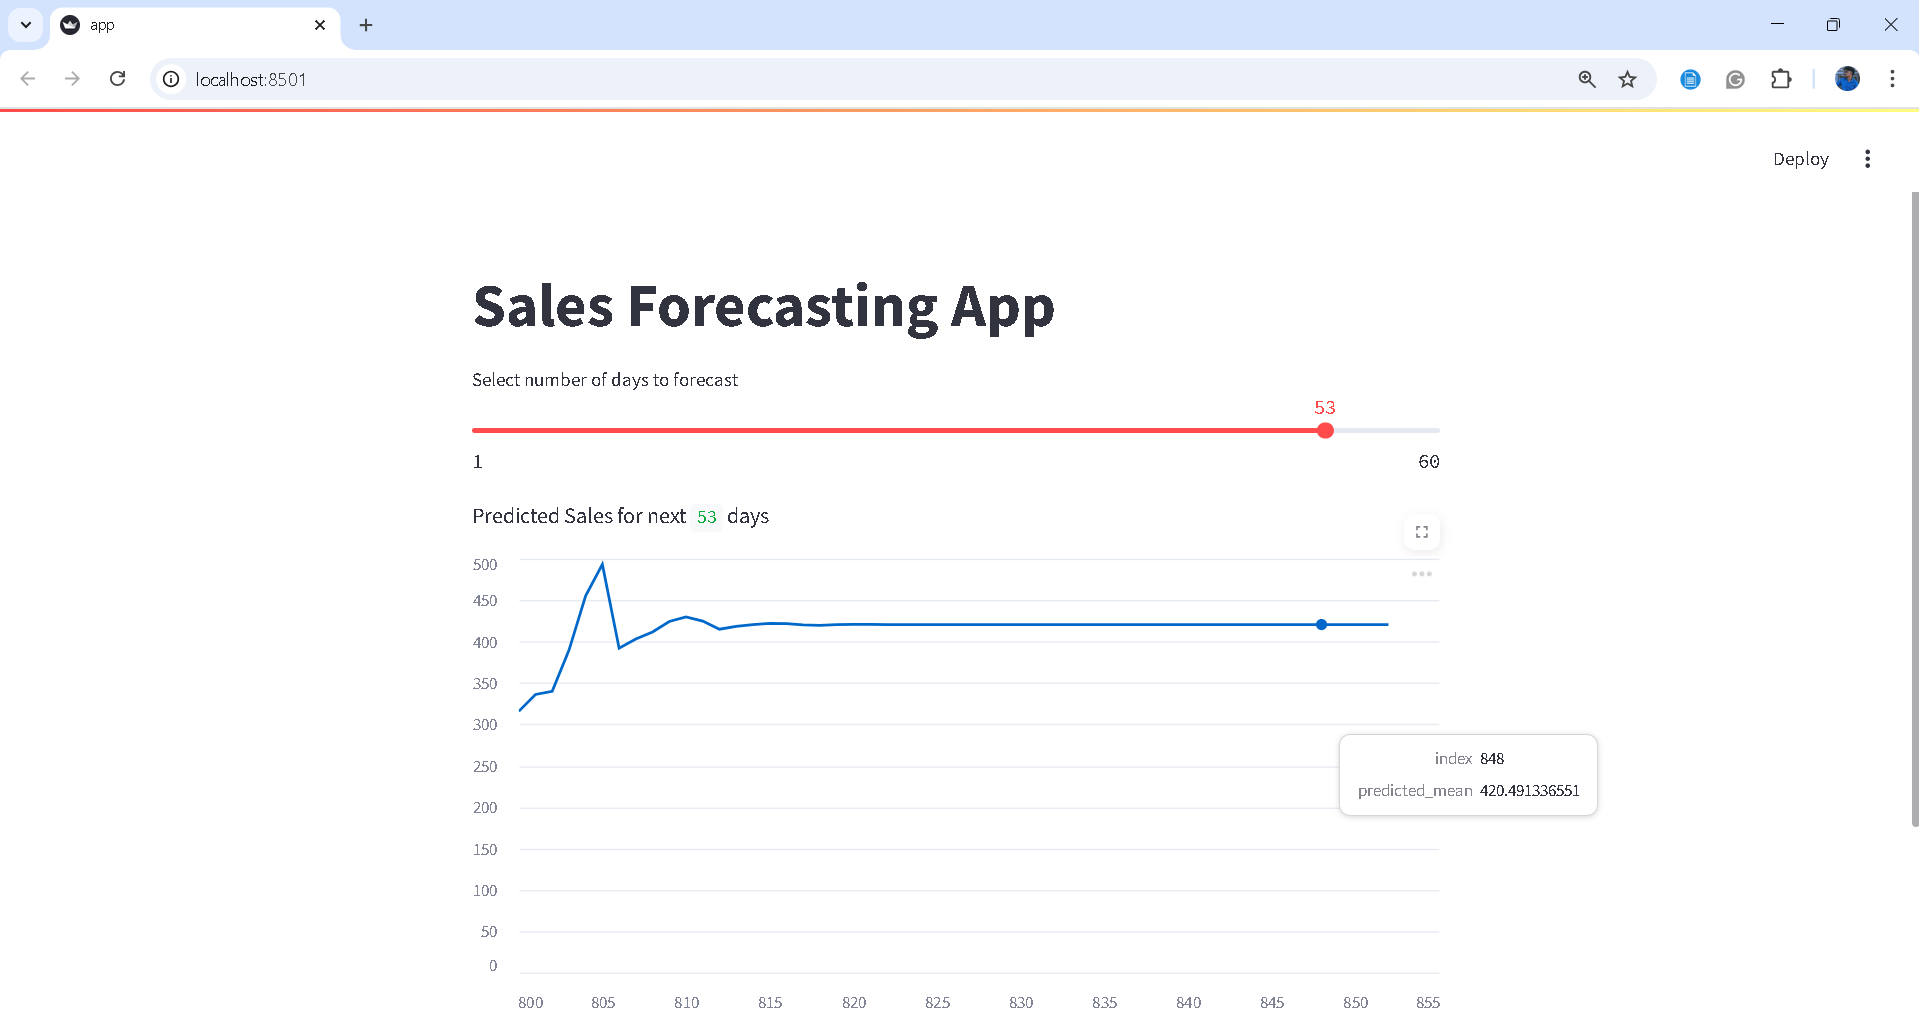 app
localhost:8501
Deploy
Sales Forecasting App
Select number of days to forecast
53
1
60
Predicted Sales for next 53 days
500
450
400
350
300
250
200
150
100
50
0
index 848
predicted_mean 420.491336551
800 805 810 815 820 825 830 835 840 845 850 855